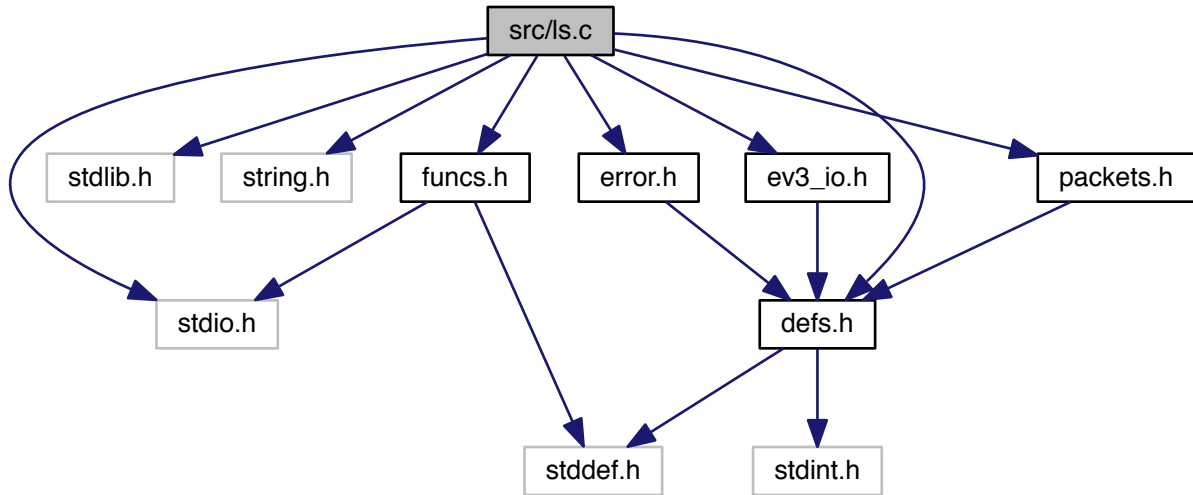 src/ls.c
stdlib.h
string.h
funcs.h
error.h
ev3_io.h
packets.h
stdio.h
defs.h
stddef.h
stdint.h